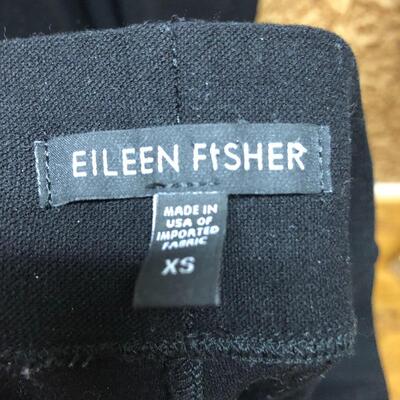 EILEEN FISHER
MADE IN
USA OF
IMPORTED
FABRIC
XS